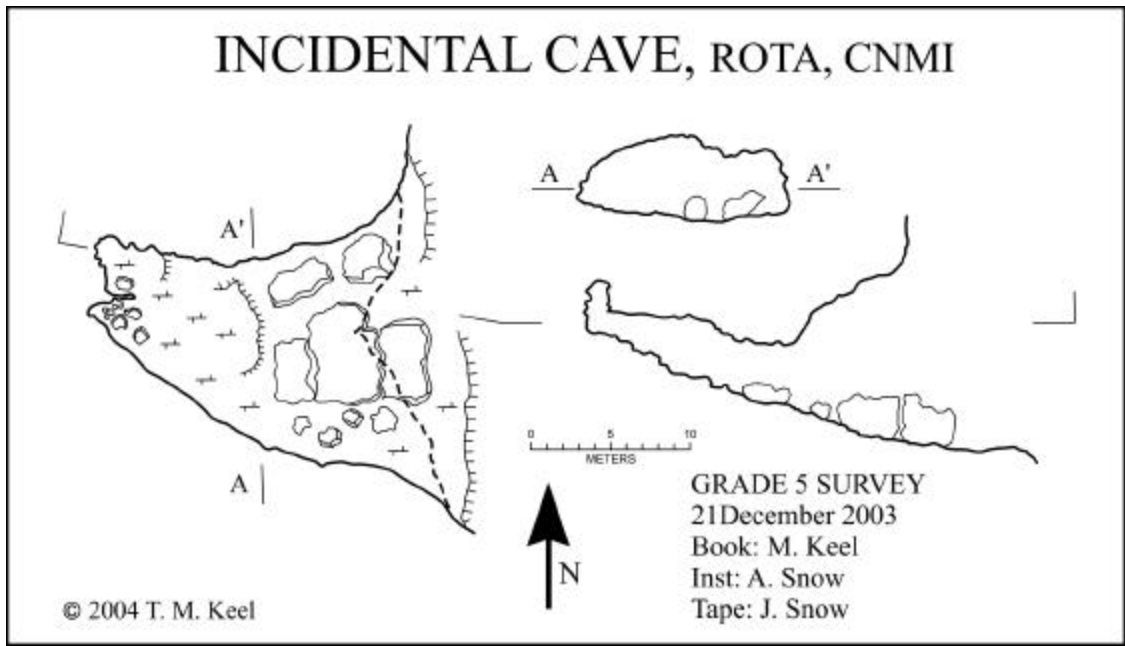 INCIDENTAL CAVE, ROTA, CNMI
A A'
A'
A
0 5 10
METERS
GRADE 5 SURVEY
21December 2003
Book: M. Keel
Inst: A. Snow
Tape: J. Snow
N
© 2004 T. M. Keel